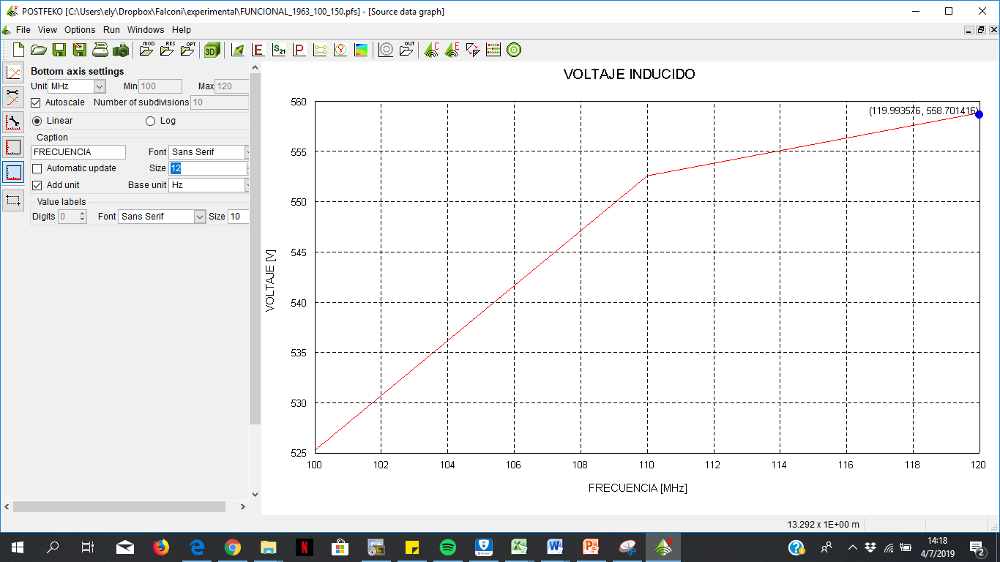 POSTFEKO [C:\Users\ely\Dropbox\Falconi\experimental\FUNCIONAL_1963_100_150.pfs] - [Source data graph]
File View Options Run Windows Help
MOD RES OPT 3D E S21 P OUT C E
Bottom axis settings
Unit MHz Min 100 Max 120
Autoscale Number of subdivisions 10
Linear Log
Caption
FRECUENCIA Font Sans Serif
Automatic update Size 12
Add unit Base unit Hz
Value labels
Digits 0 Font Sans Serif Size 10
VOLTAJE INDUCIDO
(119.993576, 558.701416)
560
555
550
545
540
535
530
525
VOLTAJE [V]
100 102 104 106 108 110 112 114 116 118 120
FRECUENCIA [MHz]
13.292 x 1E+00 m
14:18
4/7/2019
2